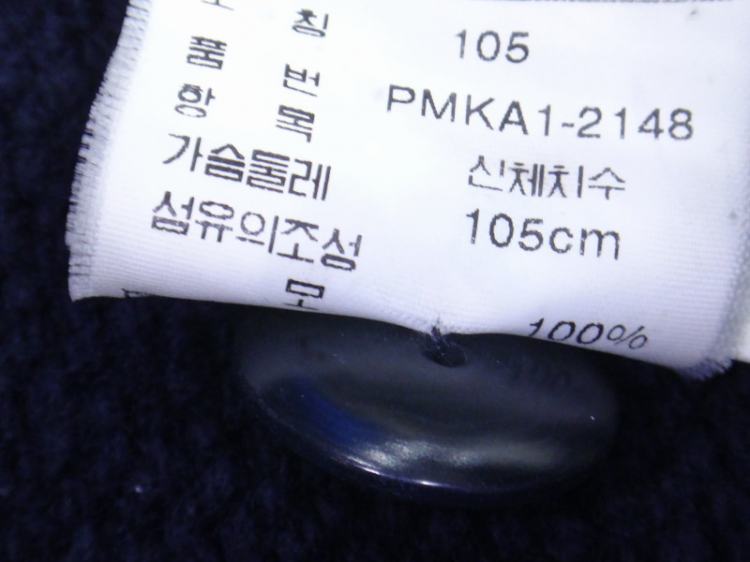 칭 105
품 번 PMKA1-2148
항 목 신체치수
가슴둘레 105cm
섬유의조성
모 100%